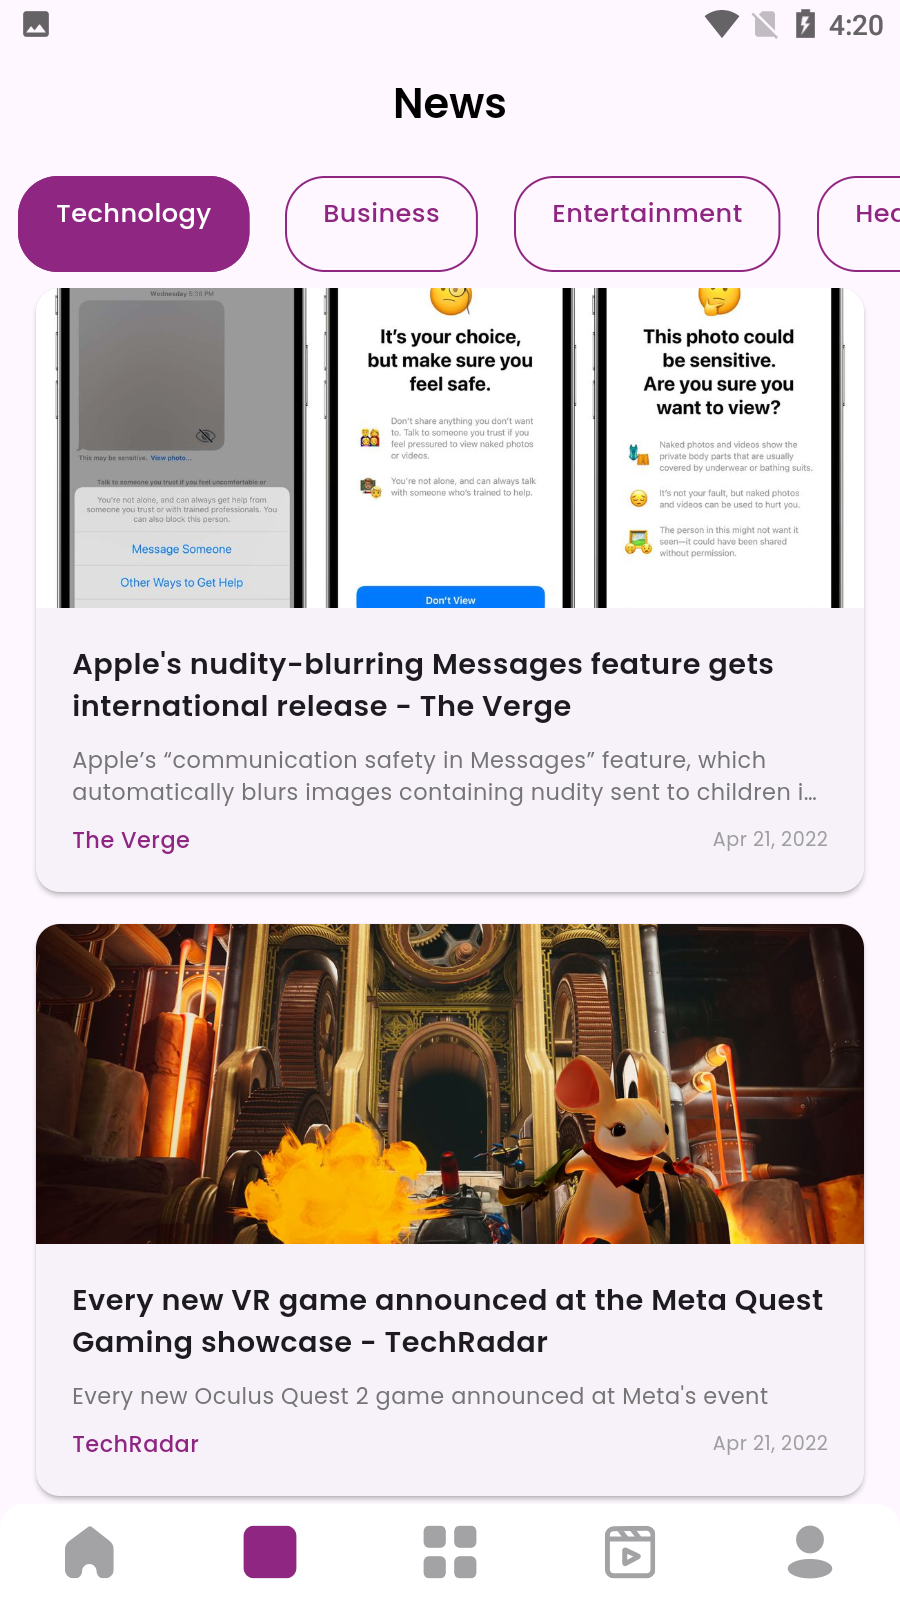 4:20
News
Technology
Business
Entertainment
Hea
Wednesday 5:38 PM
This may be sensitive. View photo...
Talk to someone you trust if you feel uncomfortable or
You're not alone, and can always get help from
someone you trust or with trained professionals. You
can also block this person.
Message Someone
Other Ways to Get Help
It's your choice,
but make sure you
feel safe.
Don't share anything you don't want
to. Talk to someone you trust if you
feel pressured to view naked photos
or videos.
You're not alone, and can always talk
with someone who's trained to help.
Don't View
This photo could
be sensitive.
Are you sure you
want to view?
Naked photos and videos show the
private body parts that are usually
covered by underwear or bathing suits.
It's not your fault, but naked photos
and videos can be used to hurt you.
The person in this might not want it
seen—it could have been shared
without permission.
Apple's nudity-blurring Messages feature gets
international release - The Verge
Apple’s “communication safety in Messages” feature, which
automatically blurs images containing nudity sent to children i…
The Verge
Apr 21, 2022
Every new VR game announced at the Meta Quest
Gaming showcase - TechRadar
Every new Oculus Quest 2 game announced at Meta's event
TechRadar
Apr 21, 2022